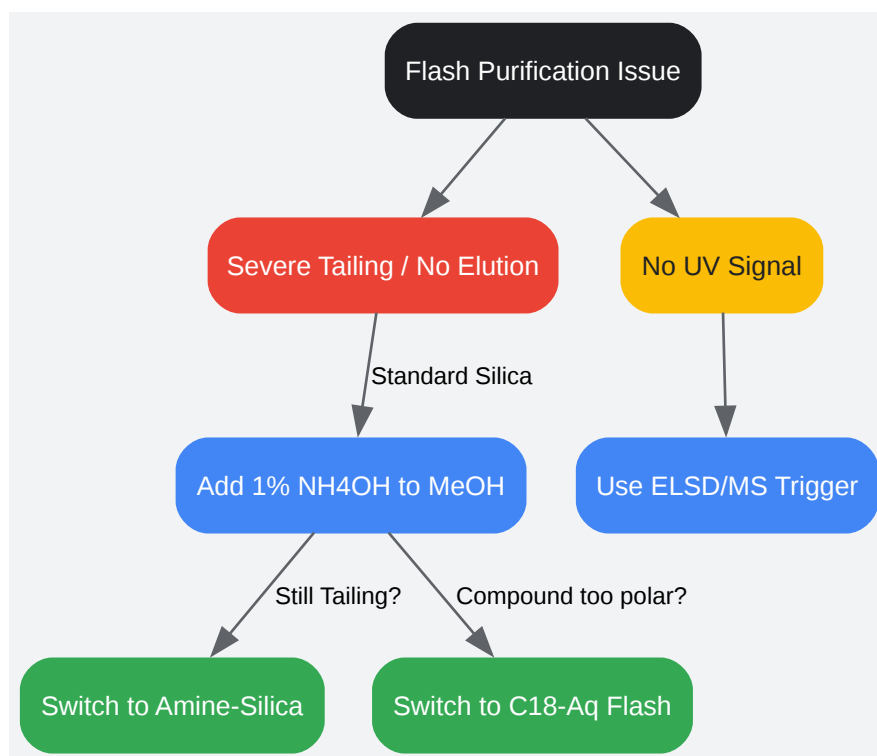 Flash Purification Issue
Severe Tailing / No Elution
No UV Signal
Standard Silica
Add 1% NH4OH to MeOH
Use ELSD/MS Trigger
Still Tailing?
Compound too polar?
Switch to Amine-Silica
Switch to C18-Aq Flash